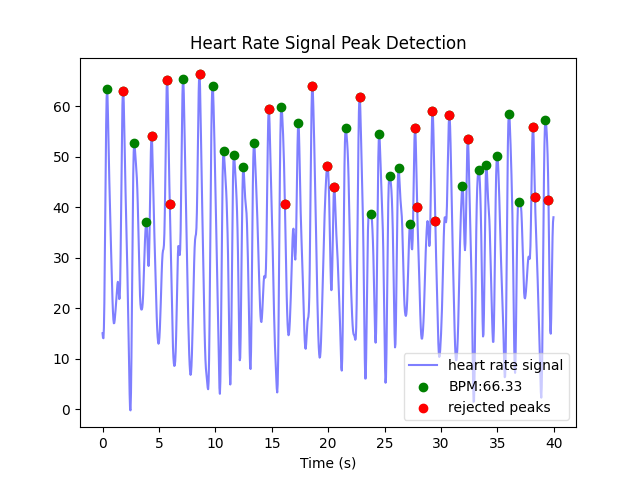 Heart Rate Signal Peak Detection
60
50
40
30
20
10
0
0 5 10 15 20 25 30 35 40
Time (s)
heart rate signal
BPM:66.33
rejected peaks